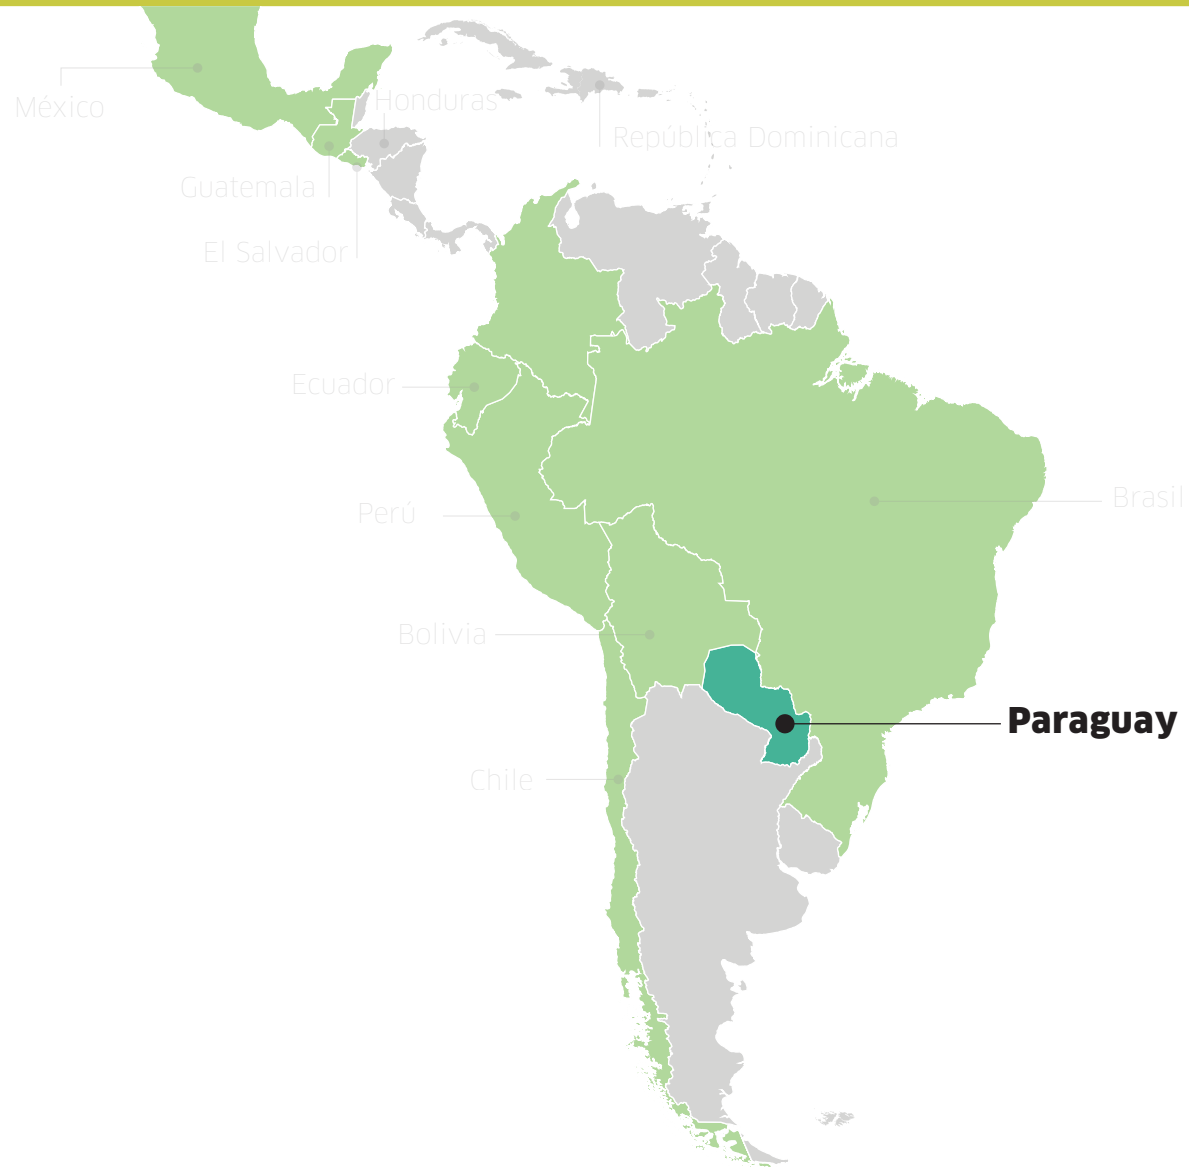 México
Honduras
República Dominicana
Guatemala
El Salvador
Ecuador
Brasil
Perú
Bolivia
Paraguay
Chile